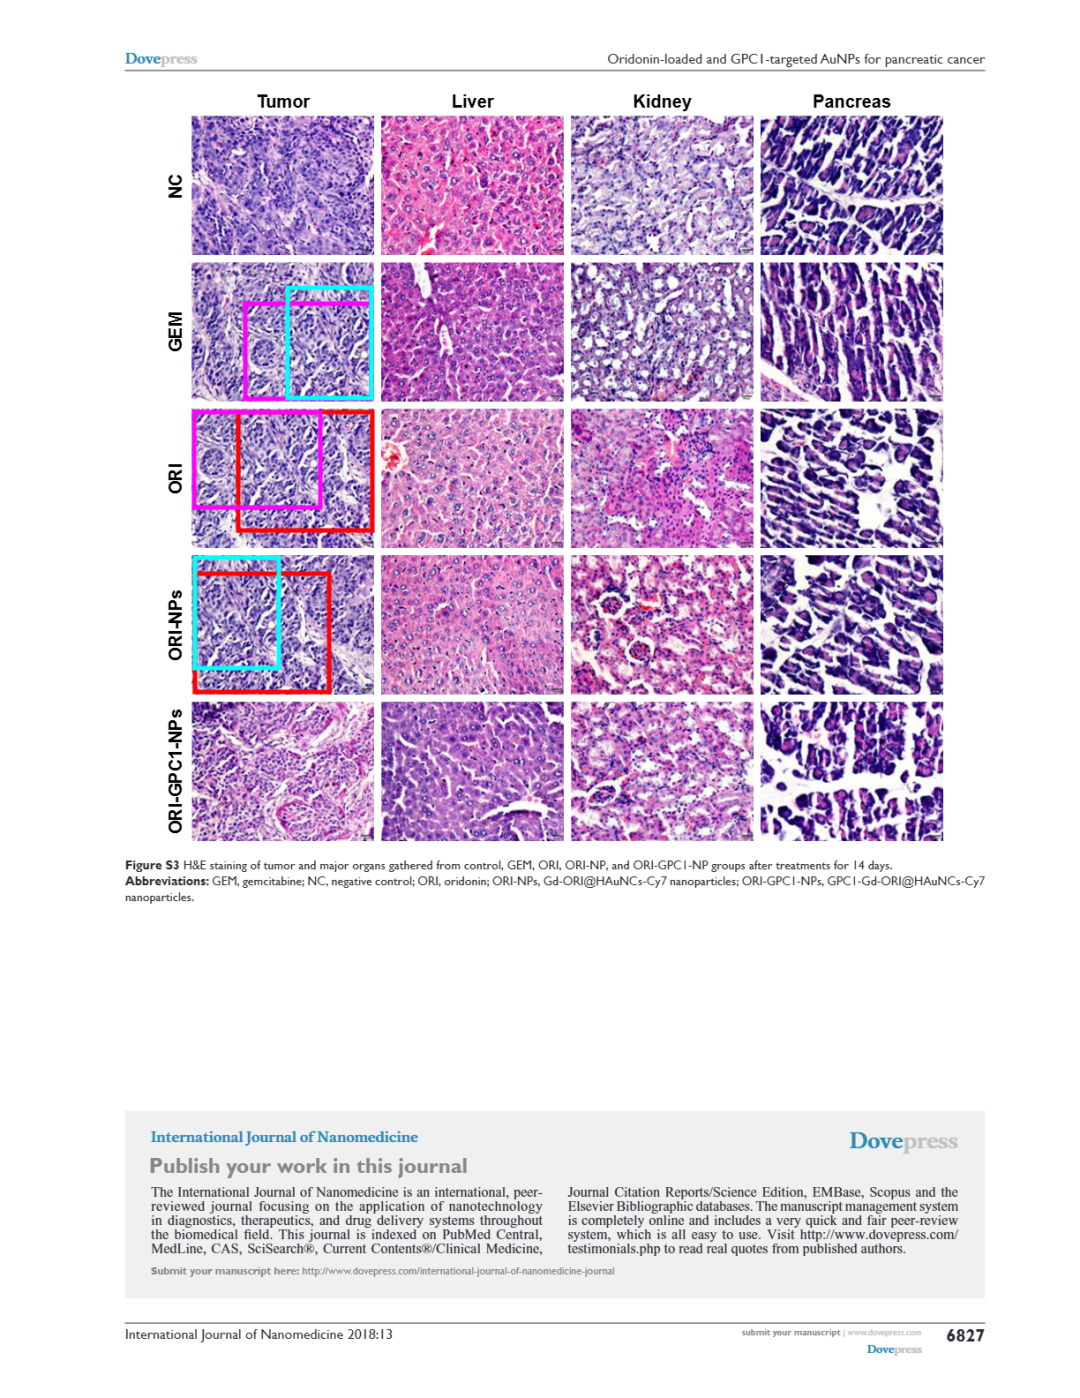 Dovepress
Oridonin-loaded and GPC1-targeted AuNPs for pancreatic cancer
Tumor Liver Kidney Pancreas
NC
GEM
ORI
ORI-NPs
ORI-GPC1-NPs
Figure S3 H&E staining of tumor and major organs gathered from control, GEM, ORI, ORI-NP, and ORI-GPC1-NP groups after treatments for 14 days.
Abbreviations: GEM, gemcitabine; NC, negative control; ORI, oridonin; ORI-NPs, Gd-ORI@HAuNCs-Cy7 nanoparticles; ORI-GPC1-NPs, GPC1-Gd-ORI@HAuNCs-Cy7
nanoparticles.
International Journal of Nanomedicine
Dovepress
Publish your work in this journal
The International Journal of Nanomedicine is an international, peer-
reviewed journal focusing on the application of nanotechnology
in diagnostics, therapeutics, and drug delivery systems throughout
the biomedical field. This journal is indexed on PubMed Central,
MedLine, CAS, SciSearch®, Current Contents®/Clinical Medicine,
Journal Citation Reports/Science Edition, EMBase, Scopus and the
Elsevier Bibliographic databases. The manuscript management system
is completely online and includes a very quick and fair peer-review
system, which is all easy to use. Visit http://www.dovepress.com/
testimonials.php to read real quotes from published authors.
Submit your manuscript here: http://www.dovepress.com/international-journal-of-nanomedicine-journal
International Journal of Nanomedicine 2018:13
submit your manuscript | www.dovepress.com
6827
Dovepress